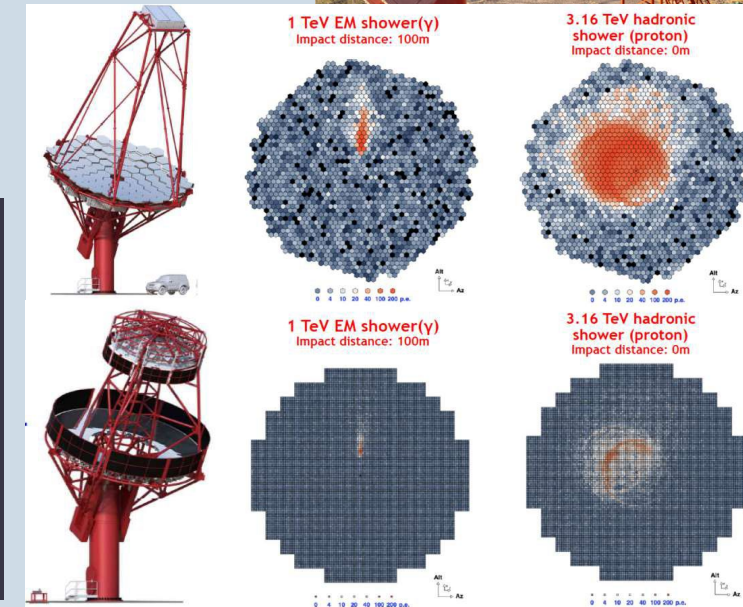 1 TeV EM shower(γ)
Impact distance: 100m
3.16 TeV hadronic
shower (proton)
Impact distance: 0m
Alt
Az
0 4 10 20 40 100 200 p.e.
Alt
Az
0 4 10 20 40 100 200 p.e.
1 TeV EM shower(γ)
Impact distance: 100m
3.16 TeV hadronic
shower (proton)
Impact distance: 0m
Alt
Az
0 4 10 20 40 100 200 p.e.
Alt
Az
0 4 10 20 40 100 200 p.e.